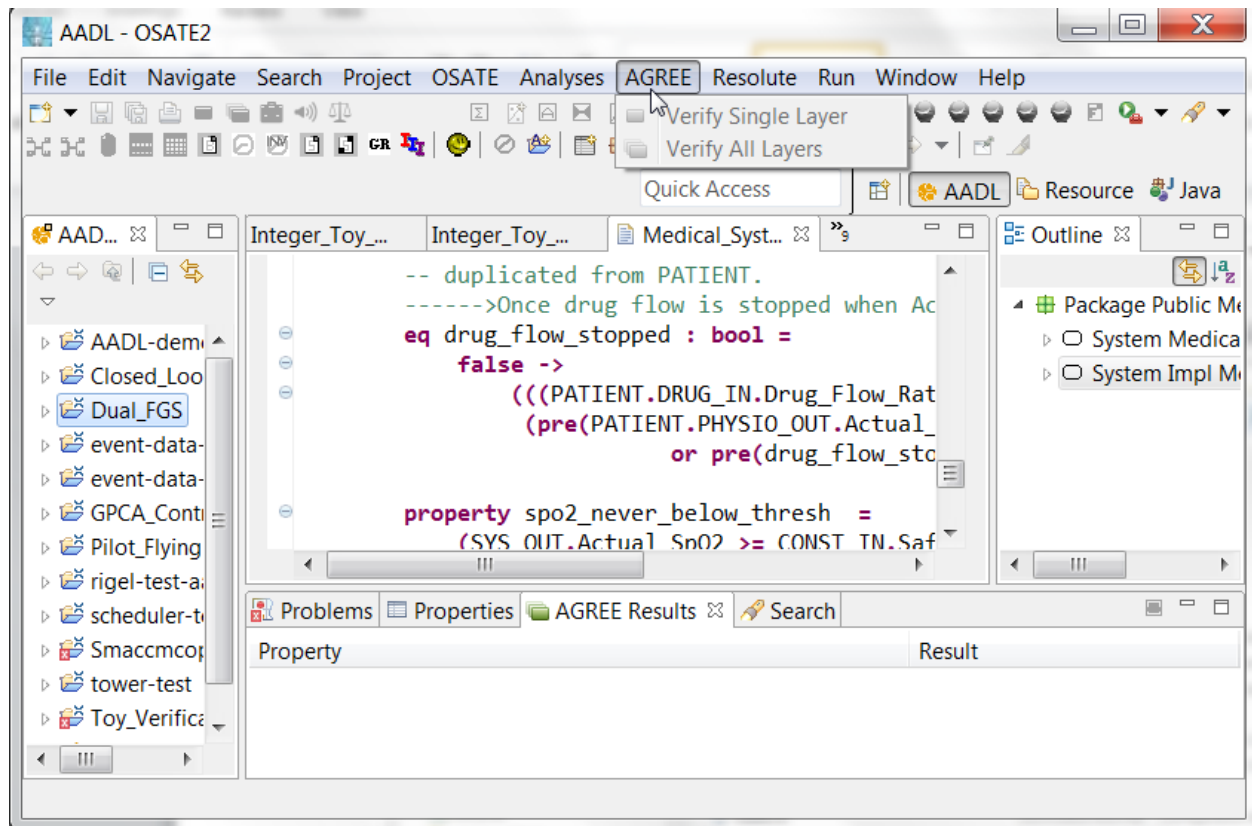 AADL - OSATE2
File Edit Navigate Search Project OSATE Analyses AGREE Resolute Run Window Help
Verify Single Layer
Verify All Layers
GR
Quick Access
AADL
Resource
Java
AAD...
Integer_Toy_...
Integer_Toy_...
Medical_Syst...
»9
Outline
-- duplicated from PATIENT.
------>Once drug flow is stopped when Ac
eq drug_flow_stopped : bool =
false ->
(((PATIENT.DRUG_IN.Drug_Flow_Rat
(pre(PATIENT.PHYSIO_OUT.Actual_
or pre(drug_flow_sto
property spo2_never_below_thresh =
(SYS_OUT.Actual_SpO2 >= CONST_IN.Saf
AADL-dem
Closed_Loo
Dual_FGS
event-data-
event-data-
GPCA_Cont
Pilot_Flying
rigel-test-a
scheduler-t
Smaccmcop
tower-test
Toy_Verifica
Package Public Me
System Medica
System Impl M
Problems
Properties
AGREE Results
Search
Property
Result